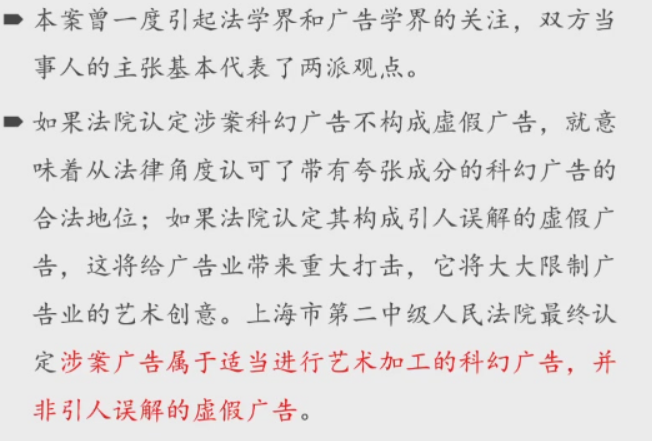 本案曾一度引起法学界和广告学界的关注，双方当
事人的主张基本代表了两派观点。
如果法院认定涉案科幻广告不构成虚假广告，就意
味着从法律角度认可了带有夸张成分的科幻广告的
合法地位；如果法院认定其构成引人误解的虚假广
告，这将给广告业带来重大打击，它将大大限制广
告业的艺术创意。上海市第二中级人民法院最终认
定涉案广告属于适当进行艺术加工的科幻广告，并
非引人误解的虚假广告。